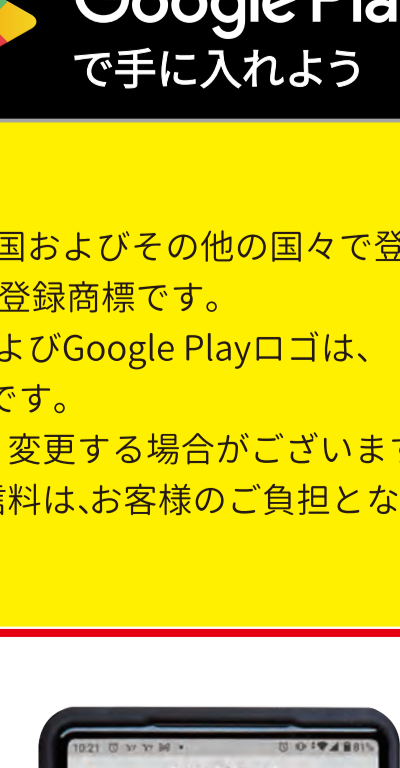 Google Pla
で手に入れよう
国およびその他の国々で登
登録商標です。
よびGoogle Playロゴは、
です。
変更する場合がございます
信料は、お客様のご負担とな
10:21
81%